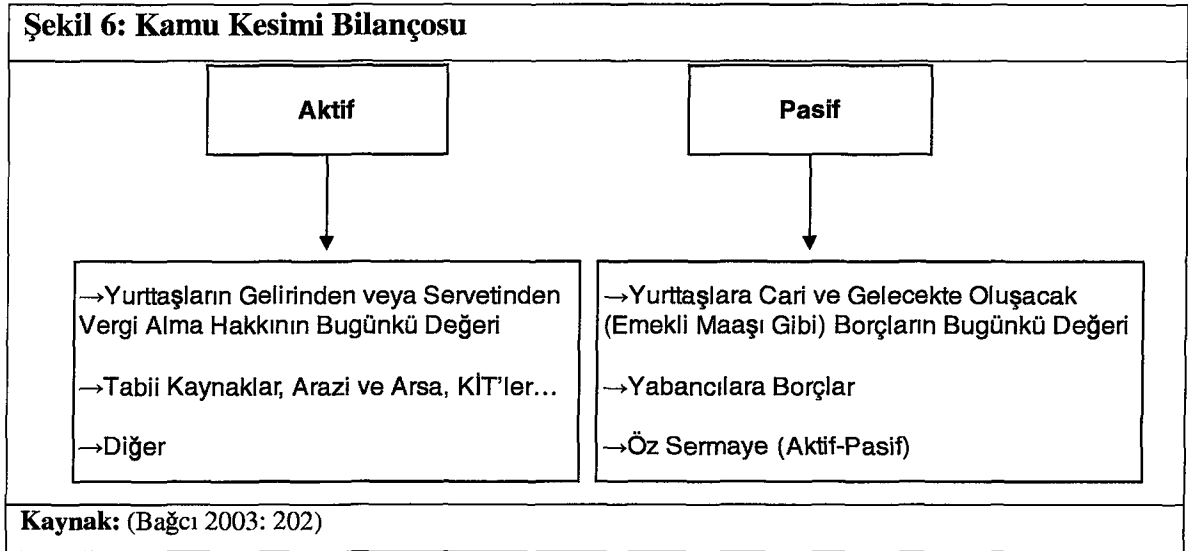 Şekil 6: Kamu Kesimi Bilançosu
Aktif
Pasif
→Yurttaşların Gelirinden veya Servetinden
Vergi Alma Hakkının Bugünkü Değeri
→Tabii Kaynaklar, Arazi ve Arsa, KİT'ler...
→Diğer
→Yurttaşlara Cari ve Gelecekte Oluşacak
(Emekli Maaşı Gibi) Borçların Bugünkü Değeri
→Yabancılara Borçlar
→Öz Sermaye (Aktif-Pasif)
Kaynak: (Bağcı 2003: 202)